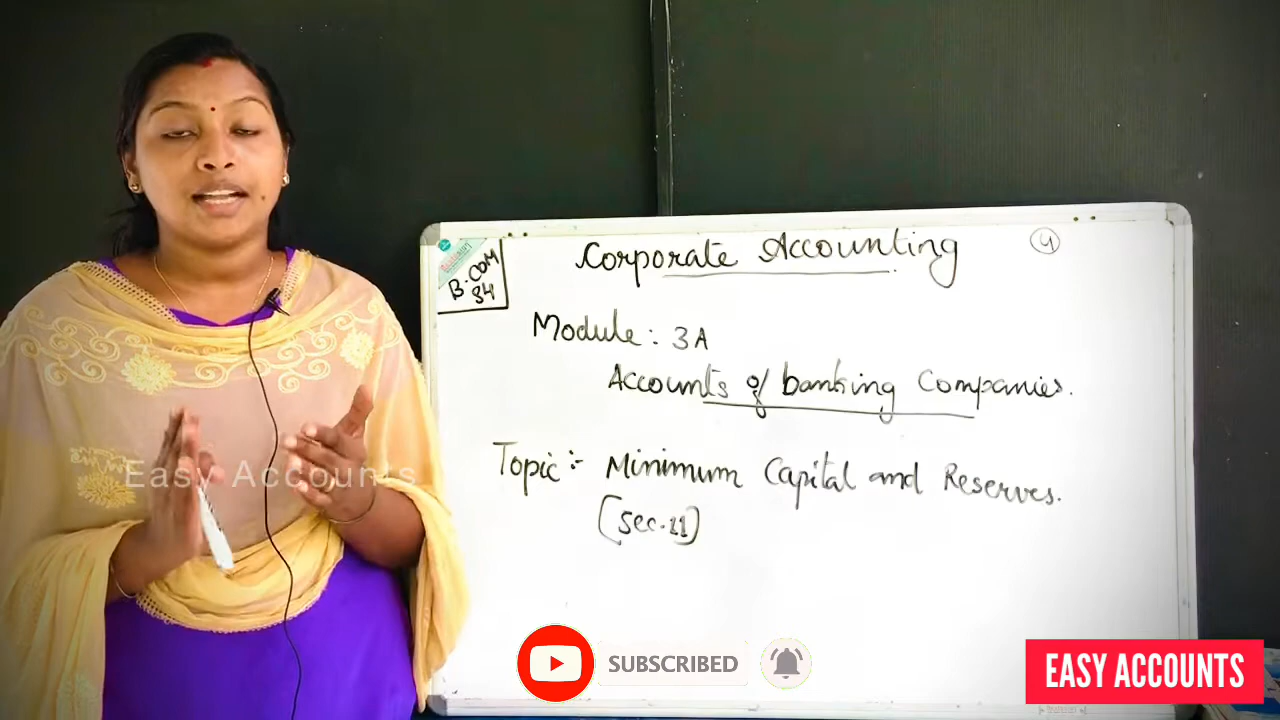 Corporate Accounting
4
B.COM
S4
Module : 3A
Accounts of banking Companies.
Topic :- Minimum Capital and Reserves.
[Sec-11]
Easy Accounts
SUBSCRIBED
EASY ACCOUNTS